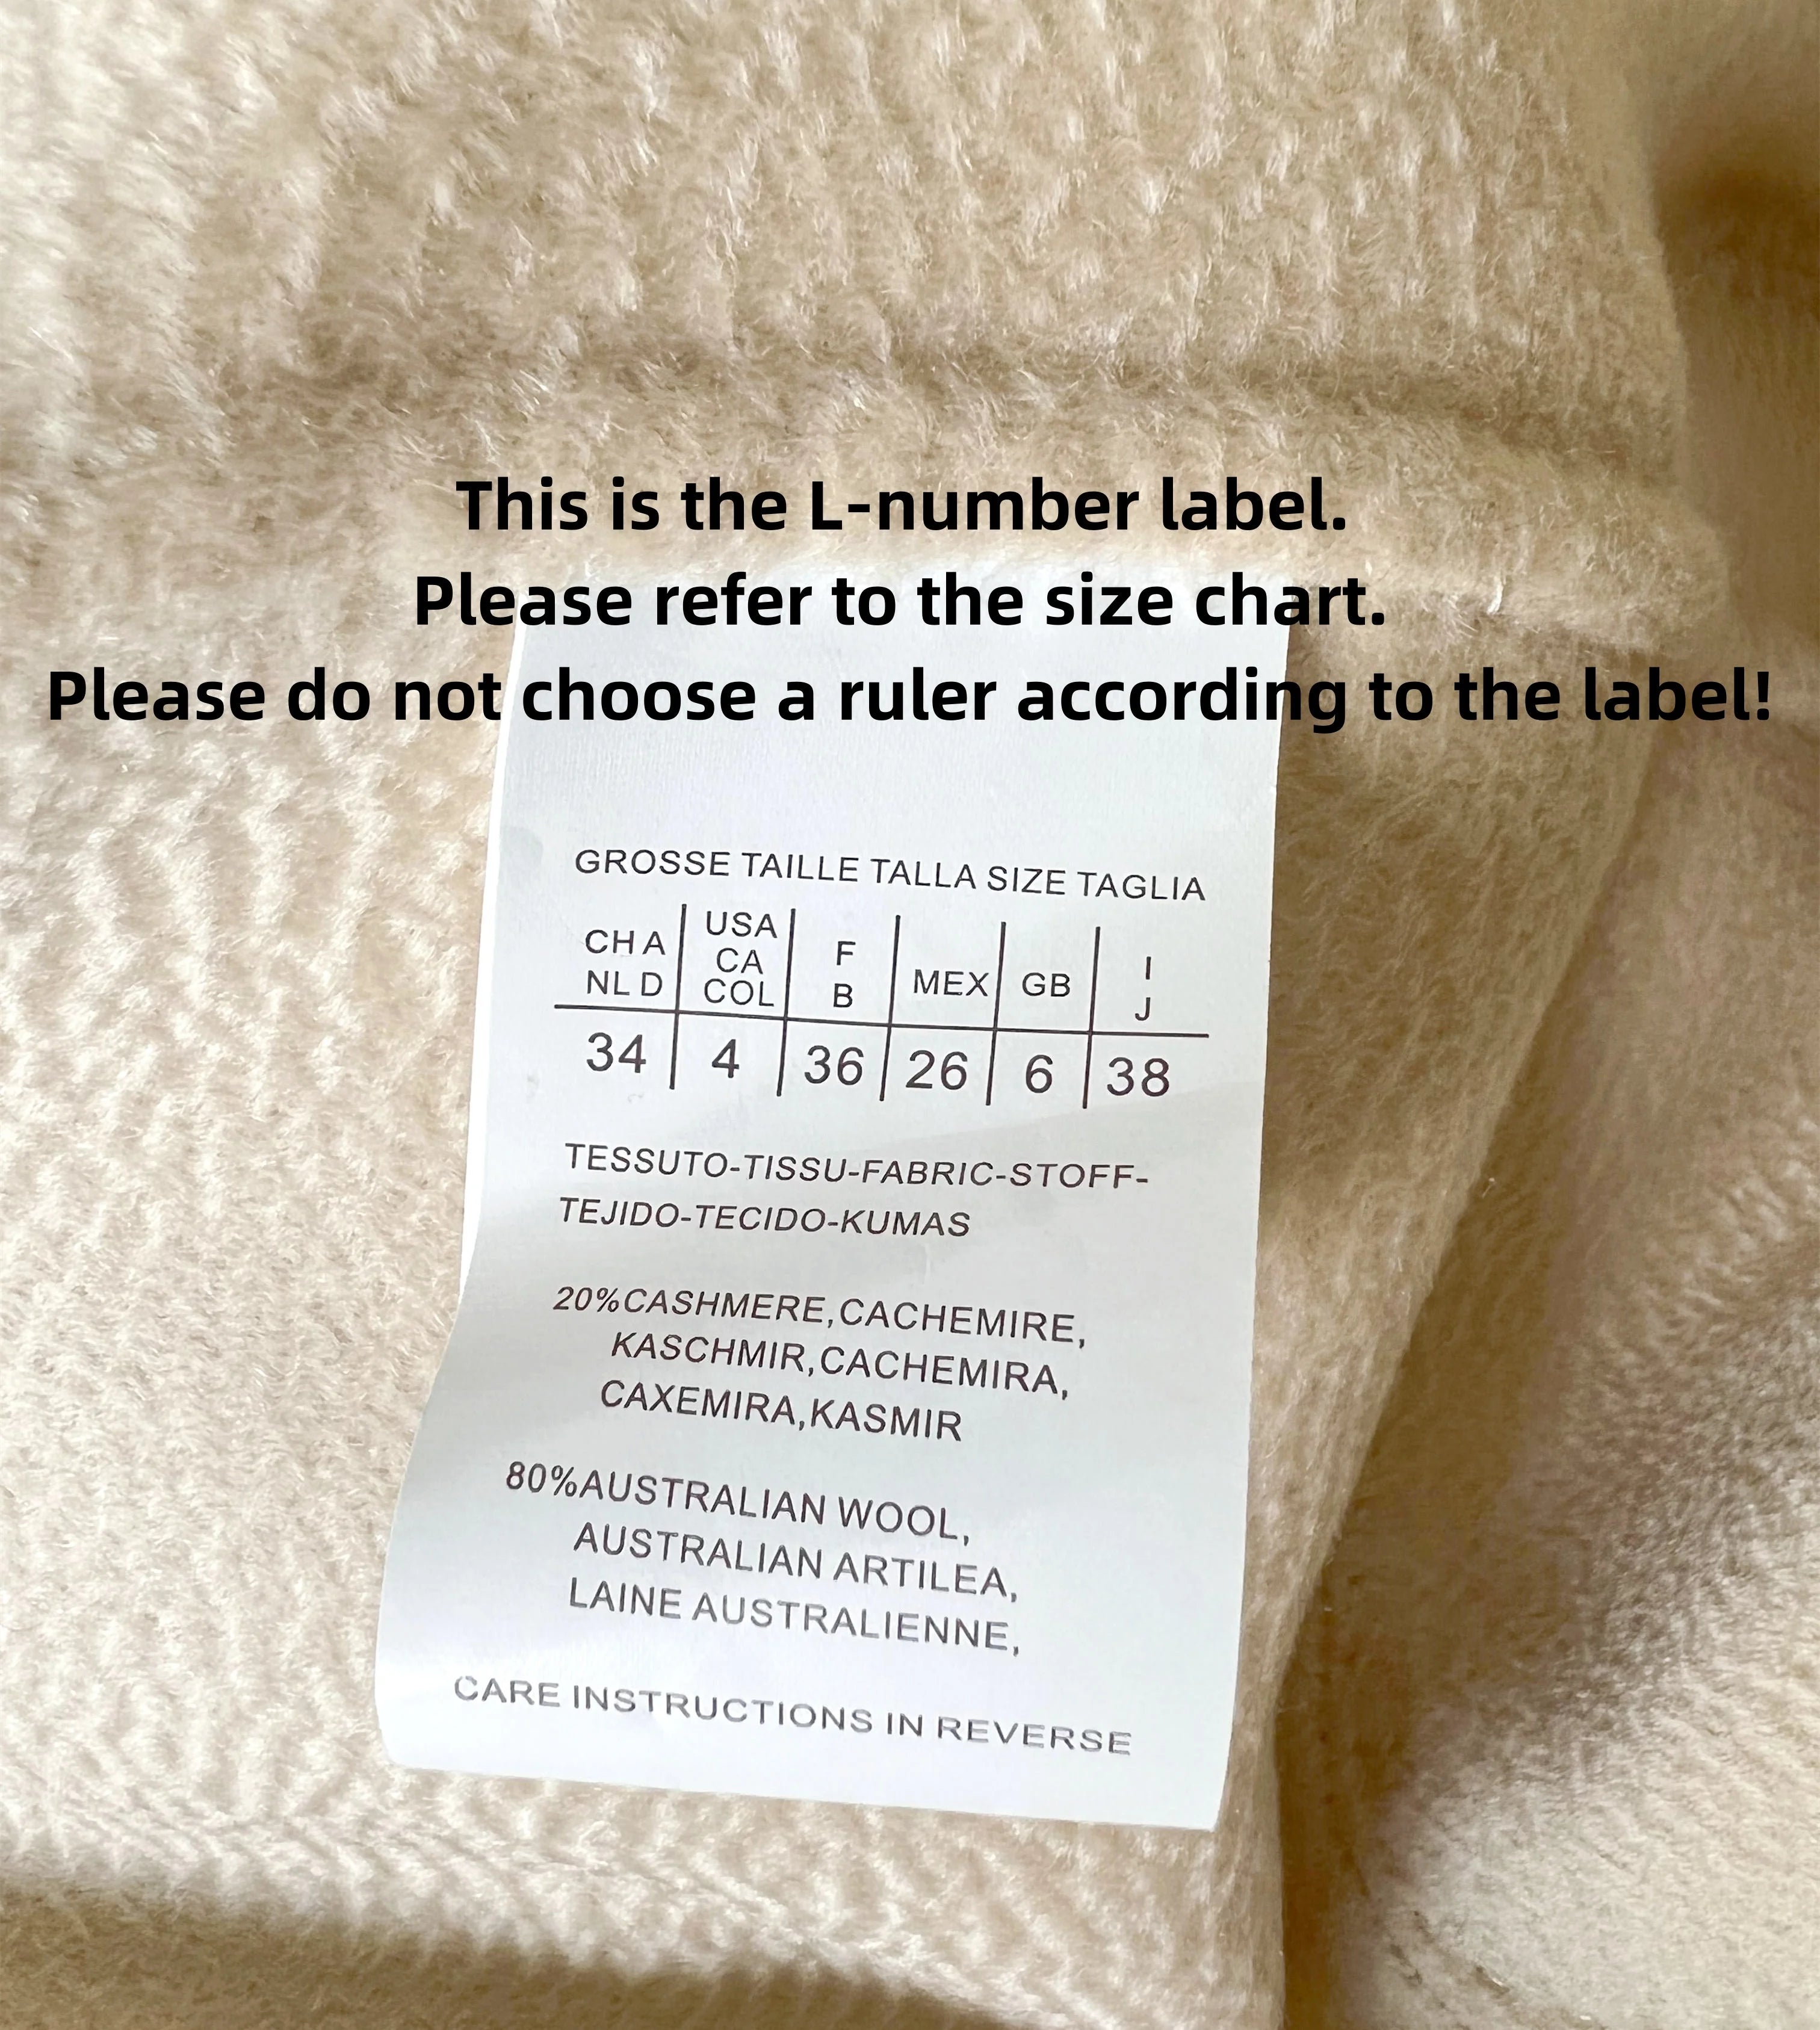 This is the L-number label.
Please refer to the size chart.
Please do not choose a ruler according to the label!
GROSSE TAILLE TALLA SIZE TAGLIA
CH A NL D | USA CA COL | F B | MEX | GB | I J
34 | 4 | 36 | 26 | 6 | 38
TESSUTO-TISSU-FABRIC-STOFF-
TEJIDO-TECIDO-KUMAS
20%CASHMERE,CACHEMIRE,
KASCHMIR,CACHEMIRA,
CAXEMIRA,KASMIR
80%AUSTRALIAN WOOL,
AUSTRALIAN ARTILEA,
LAINE AUSTRALIENNE,
CARE INSTRUCTIONS IN REVERSE